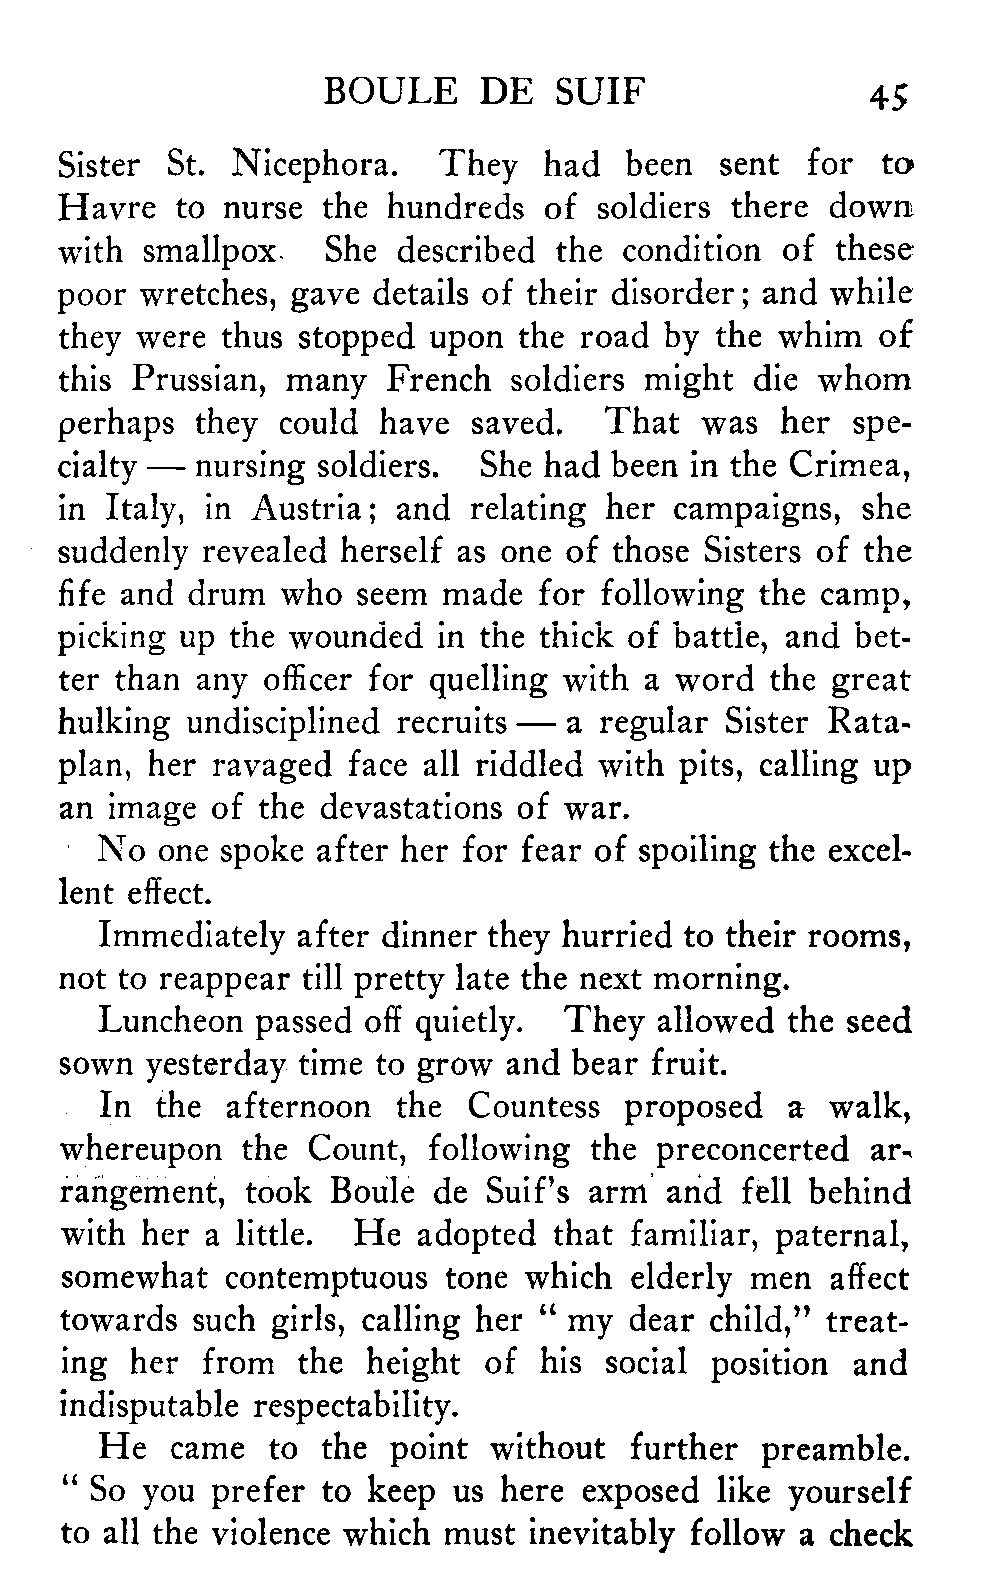 BOULE DE SUIF 45
Sister St. Nicephora. They had been sent for to
Havre to nurse the hundreds of soldiers there down
with smallpox. She described the condition of these
poor wretches, gave details of their disorder; and while
they were thus stopped upon the road by the whim of
this Prussian, many French soldiers might die whom
perhaps they could have saved. That was her spe-
cialty — nursing soldiers. She had been in the Crimea,
in Italy, in Austria; and relating her campaigns, she
suddenly revealed herself as one of those Sisters of the
fife and drum who seem made for following the camp,
picking up the wounded in the thick of battle, and bet-
ter than any officer for quelling with a word the great
hulking undisciplined recruits — a regular Sister Rata-
plan, her ravaged face all riddled with pits, calling up
an image of the devastations of war.
No one spoke after her for fear of spoiling the excel-
lent effect.
Immediately after dinner they hurried to their rooms,
not to reappear till pretty late the next morning.
Luncheon passed off quietly. They allowed the seed
sown yesterday time to grow and bear fruit.
In the afternoon the Countess proposed a walk,
whereupon the Count, following the preconcerted ar-
rangement, took Boule de Suif's arm and fell behind
with her a little. He adopted that familiar, paternal,
somewhat contemptuous tone which elderly men affect
towards such girls, calling her “ my dear child,” treat-
ing her from the height of his social position and
indisputable respectability.
He came to the point without further preamble.
“ So you prefer to keep us here exposed like yourself
to all the violence which must inevitably follow a check